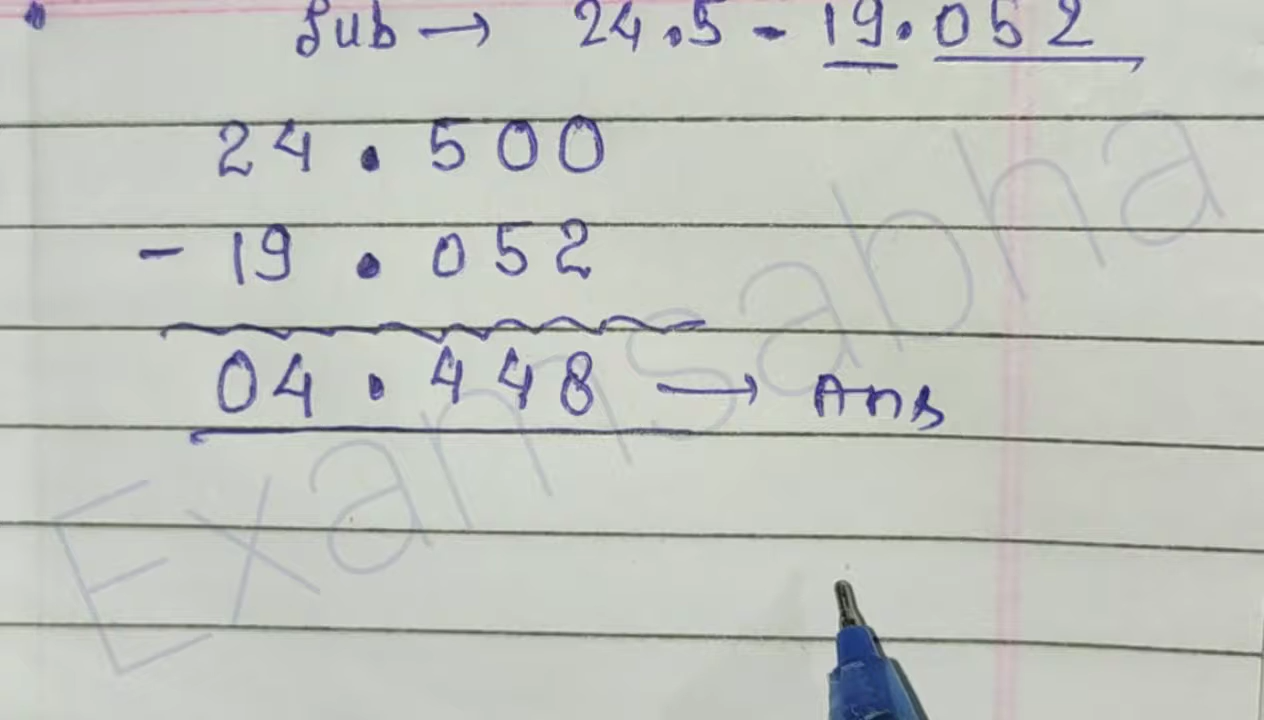 Sub → 24.5 - 19.052
24.500
- 19.052
04.448 → Ans
Examsabha